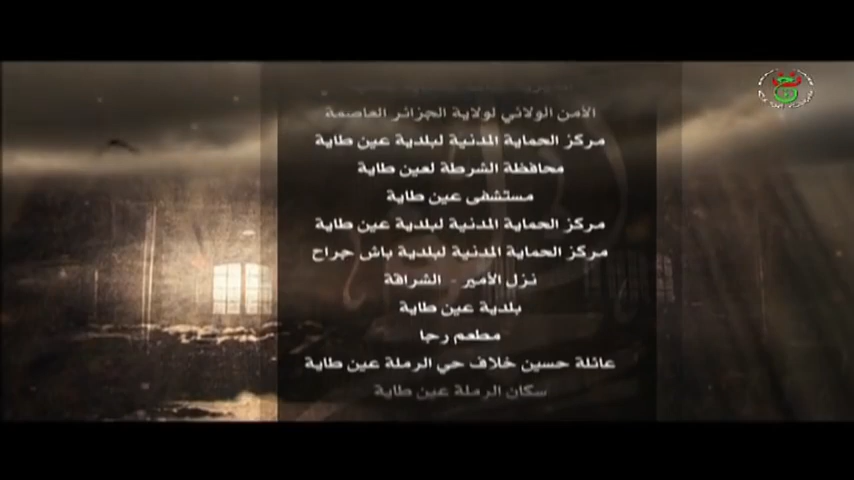 الأمن الولائي لولاية الجزائر العاصمة
مركز الحماية المدنية لبلدية عين طاية
محافظة الشرطة لعين طاية
مستشفى عين طاية
مركز الحماية المدنية لبلدية عين طاية
مركز الحماية المدنية لبلدية باش جراح
نزل الأمير - الشراقة
بلدية عين طاية
مطعم رجا
عائلة حسين خلاف حي الرملة عين طاية
سكان الرملة عين طاية